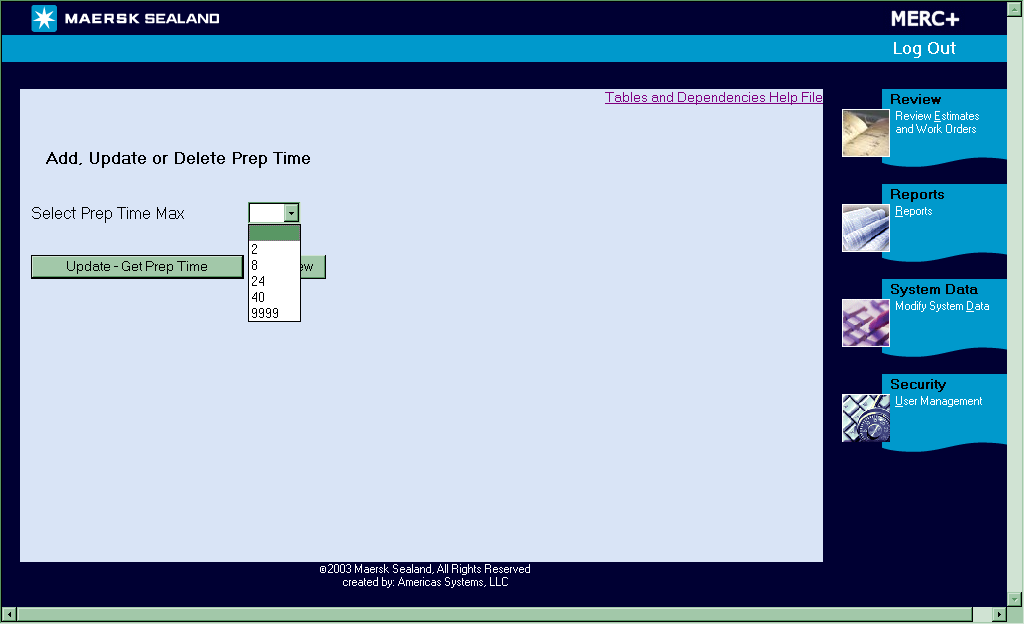 MAERSK SEALAND
MERC+
Log Out
Tables and Dependencies Help File
Add, Update or Delete Prep Time
Select Prep Time Max
2
8
24
40
9999
Update - Get Prep Time
Review
Review Estimates
and Work Orders
Reports
Reports
System Data
Modify System Data
Security
User Management
©2003 Maersk Sealand, All Rights Reserved
created by: Americas Systems, LLC